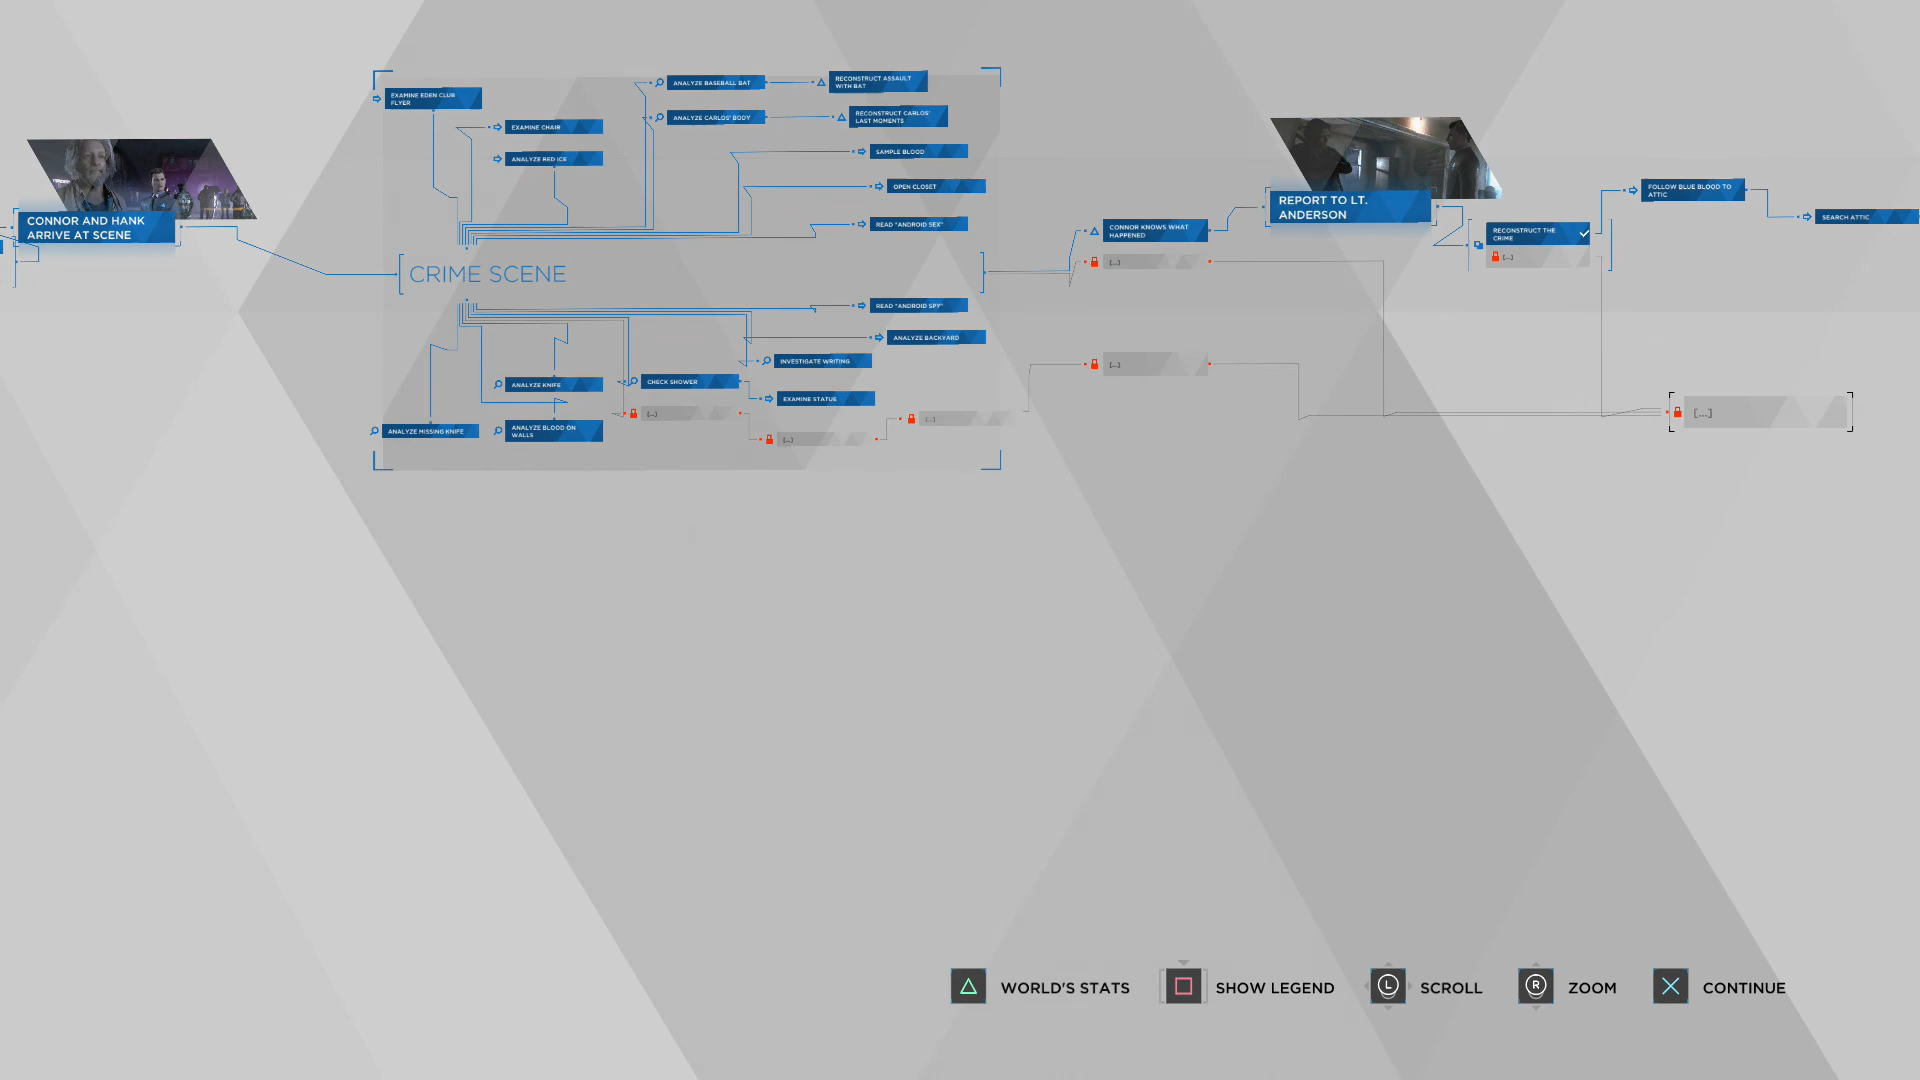 EXAMINE EDEN CLUB
FLYER
ANALYZE BASEBALL BAT
RECONSTRUCT ASSAULT
WITH BAT
EXAMINE CHAIR
ANALYZE CARLOS' BODY
RECONSTRUCT CARLOS'
LAST MOMENTS
ANALYZE RED ICE
SAMPLE BLOOD
OPEN CLOSET
READ "ANDROID SEX"
CONNOR AND HANK
ARRIVE AT SCENE
CRIME SCENE
READ "ANDROID SPY"
ANALYZE BACKYARD
INVESTIGATE WRITING
ANALYZE KNIFE
CHECK SHOWER
EXAMINE STATUE
[...]
[...]
[...]
ANALYZE MISSING KNIFE
ANALYZE BLOOD ON
WALLS
CONNOR KNOWS WHAT
HAPPENED
[...]
[...]
REPORT TO LT.
ANDERSON
RECONSTRUCT THE
CRIME
[...]
FOLLOW BLUE BLOOD TO
ATTIC
SEARCH ATTIC
[...]
WORLD'S STATS
SHOW LEGEND
L
SCROLL
R
ZOOM
CONTINUE